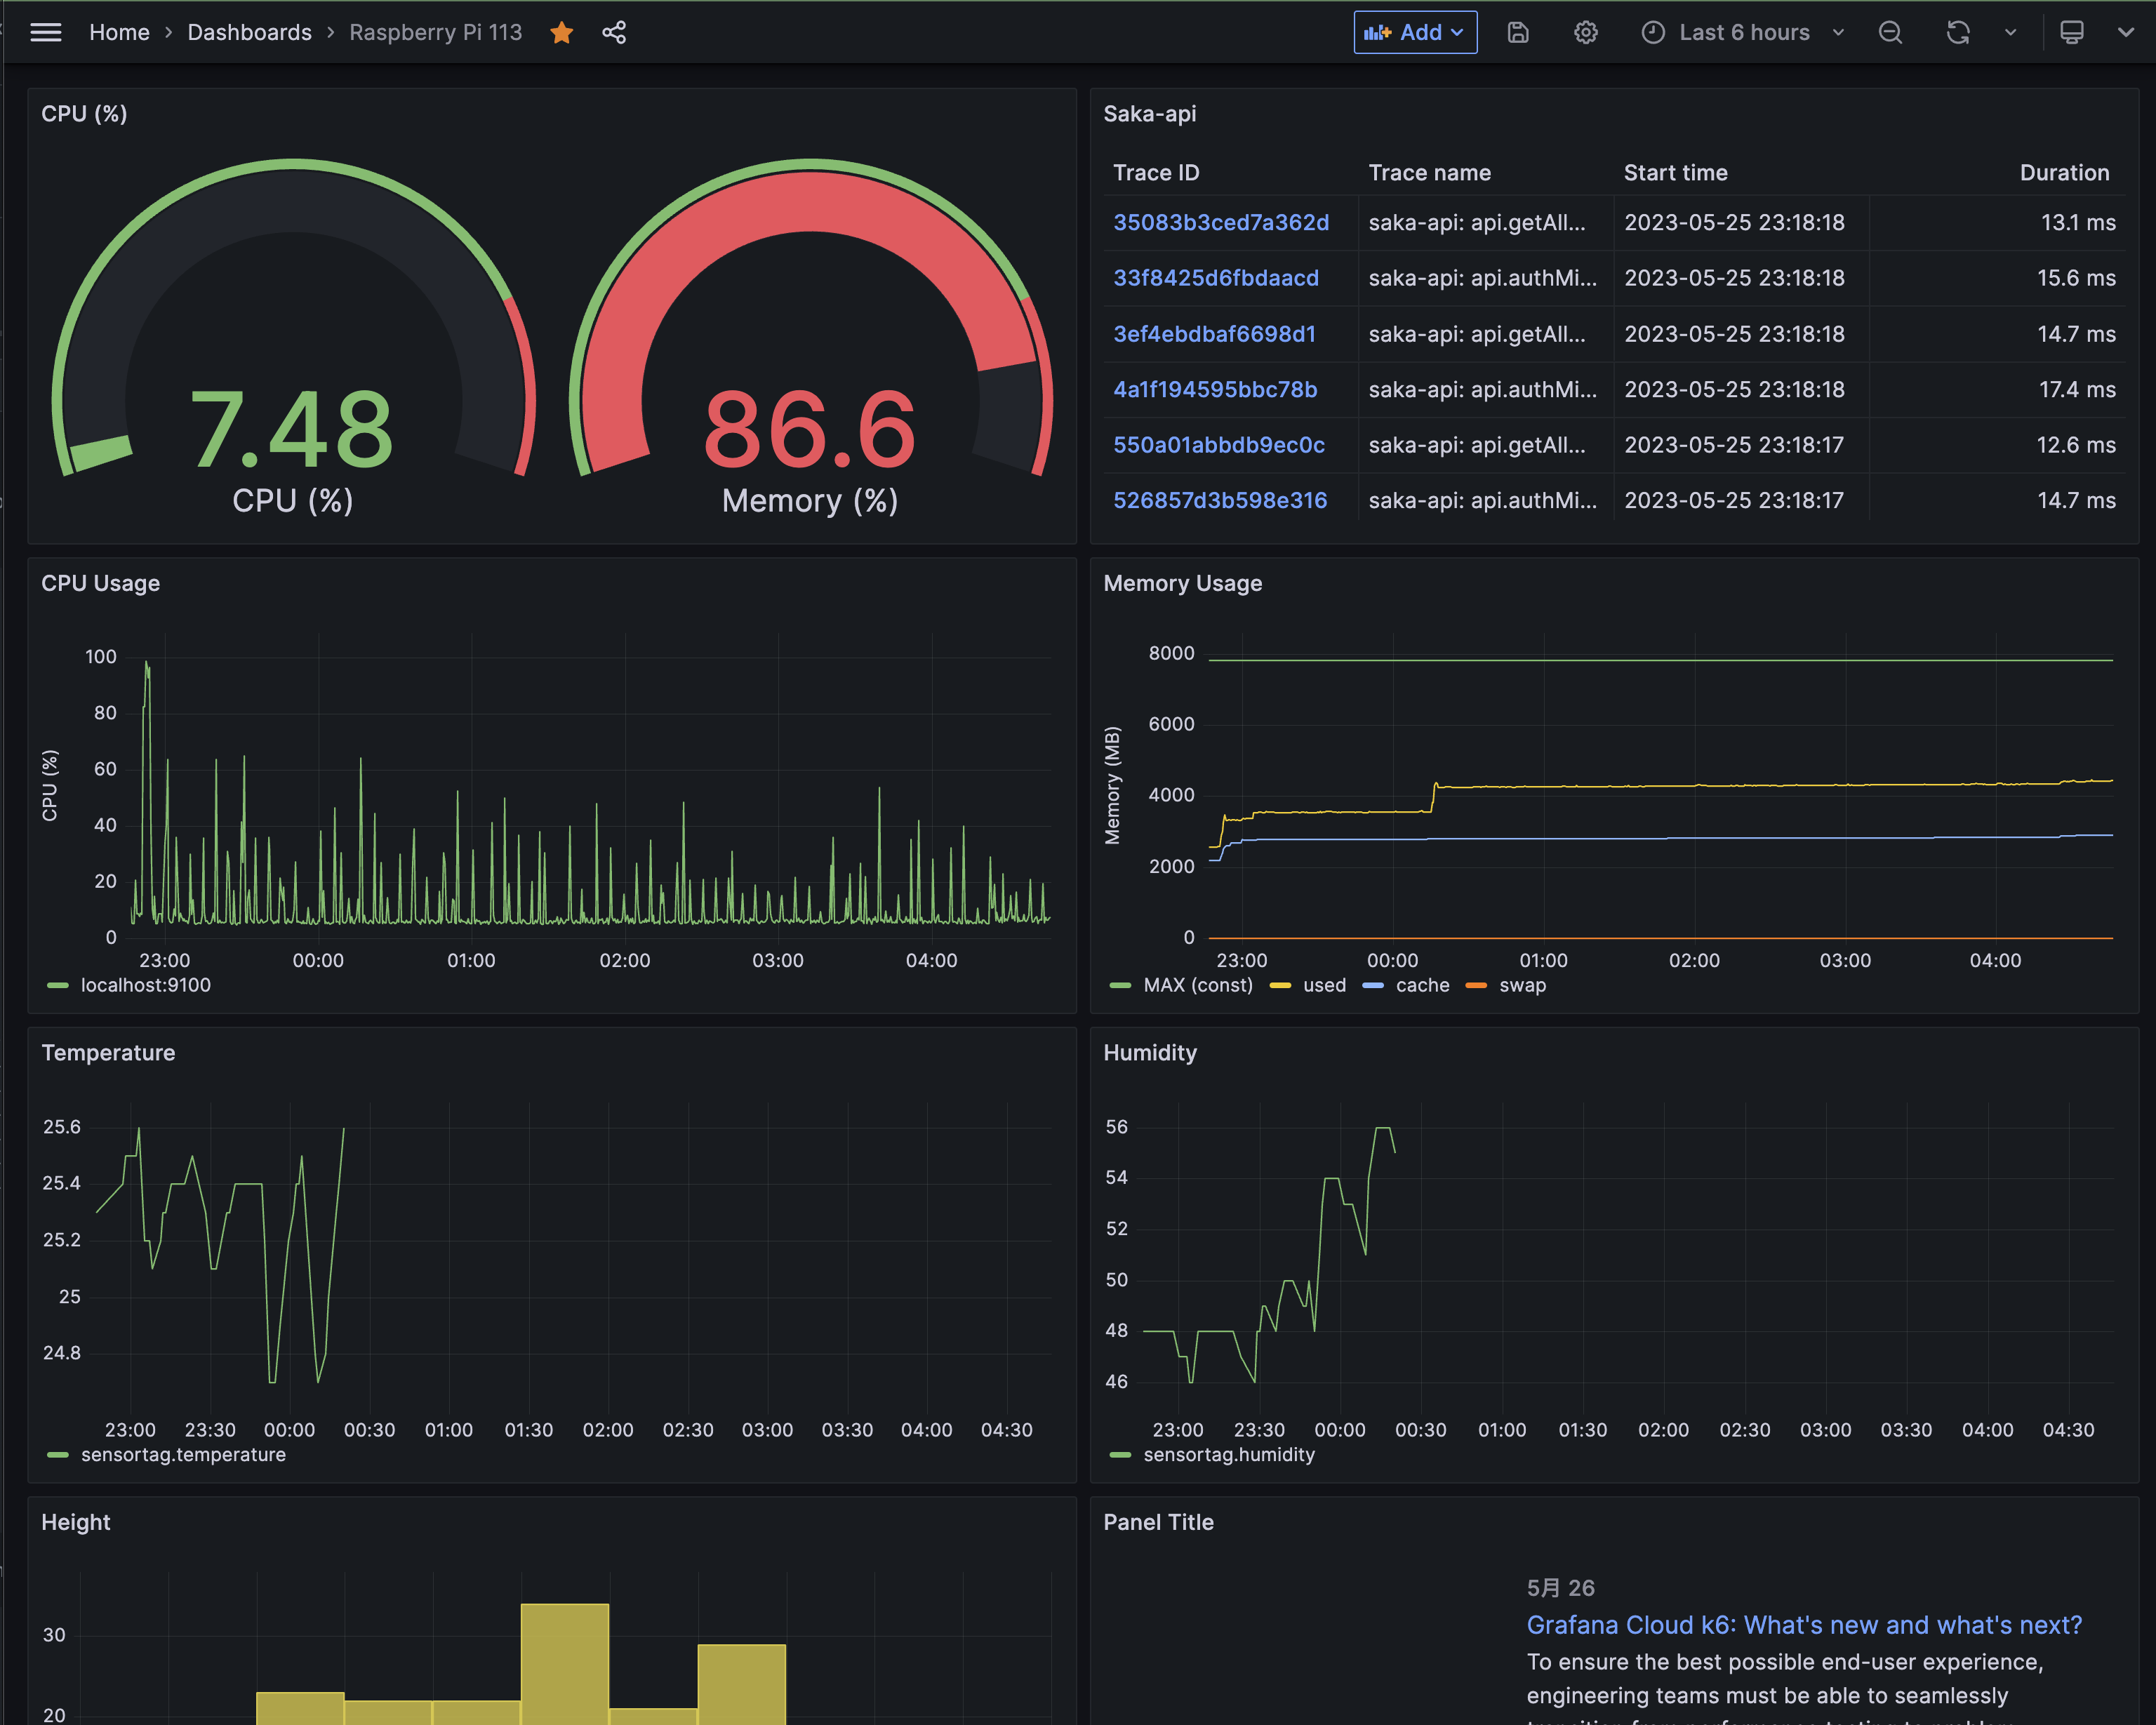 Home › Dashboards › Raspberry Pi 113
Add
Last 6 hours
CPU (%)
7.48
CPU (%)
86.6
Memory (%)
Saka-api
Trace ID Trace name Start time Duration
35083b3ced7a362d saka-api: api.getAll... 2023-05-25 23:18:18 13.1 ms
33f8425d6fbdaacd saka-api: api.authMi... 2023-05-25 23:18:18 15.6 ms
3ef4ebdbaf6698d1 saka-api: api.getAll... 2023-05-25 23:18:18 14.7 ms
4a1f194595bbc78b saka-api: api.authMi... 2023-05-25 23:18:18 17.4 ms
550a01abbdb9ec0c saka-api: api.getAll... 2023-05-25 23:18:17 12.6 ms
526857d3b598e316 saka-api: api.authMi... 2023-05-25 23:18:17 14.7 ms
CPU Usage
CPU (%)
100
80
60
40
20
0
23:00 00:00 01:00 02:00 03:00 04:00
localhost:9100
Memory Usage
Memory (MB)
8000
6000
4000
2000
0
23:00 00:00 01:00 02:00 03:00 04:00
MAX (const) used cache swap
Temperature
25.6
25.4
25.2
25
24.8
23:00 23:30 00:00 00:30 01:00 01:30 02:00 02:30 03:00 03:30 04:00 04:30
sensortag.temperature
Humidity
56
54
52
50
48
46
23:00 23:30 00:00 00:30 01:00 01:30 02:00 02:30 03:00 03:30 04:00 04:30
sensortag.humidity
Height
30
20
Panel Title
5月 26
Grafana Cloud k6: What's new and what's next?
To ensure the best possible end-user experience,
engineering teams must be able to seamlessly